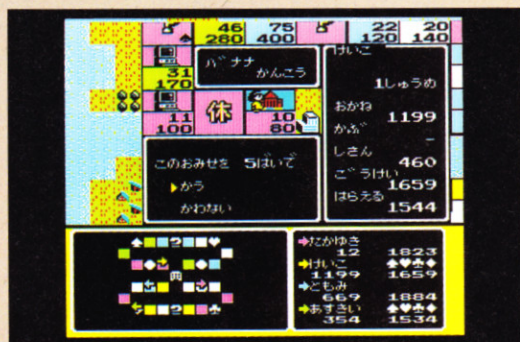 46 75 22 20
280 400 120 140
バナナ
かんこう
31
170
休
11 10
100 80
けいこ
1しゅうめ
おかね
1199
かぶ
-
しさん
460
ごうけい
1659
はらえる
1544
このおみせを 5ばいで
▶かう
かわない
→たかゆき
12 1823
→けいこ ♠♥♣♦
1199 1659
→ともみ
669 1884
→あすきい ♠♥♣♦
354 1534